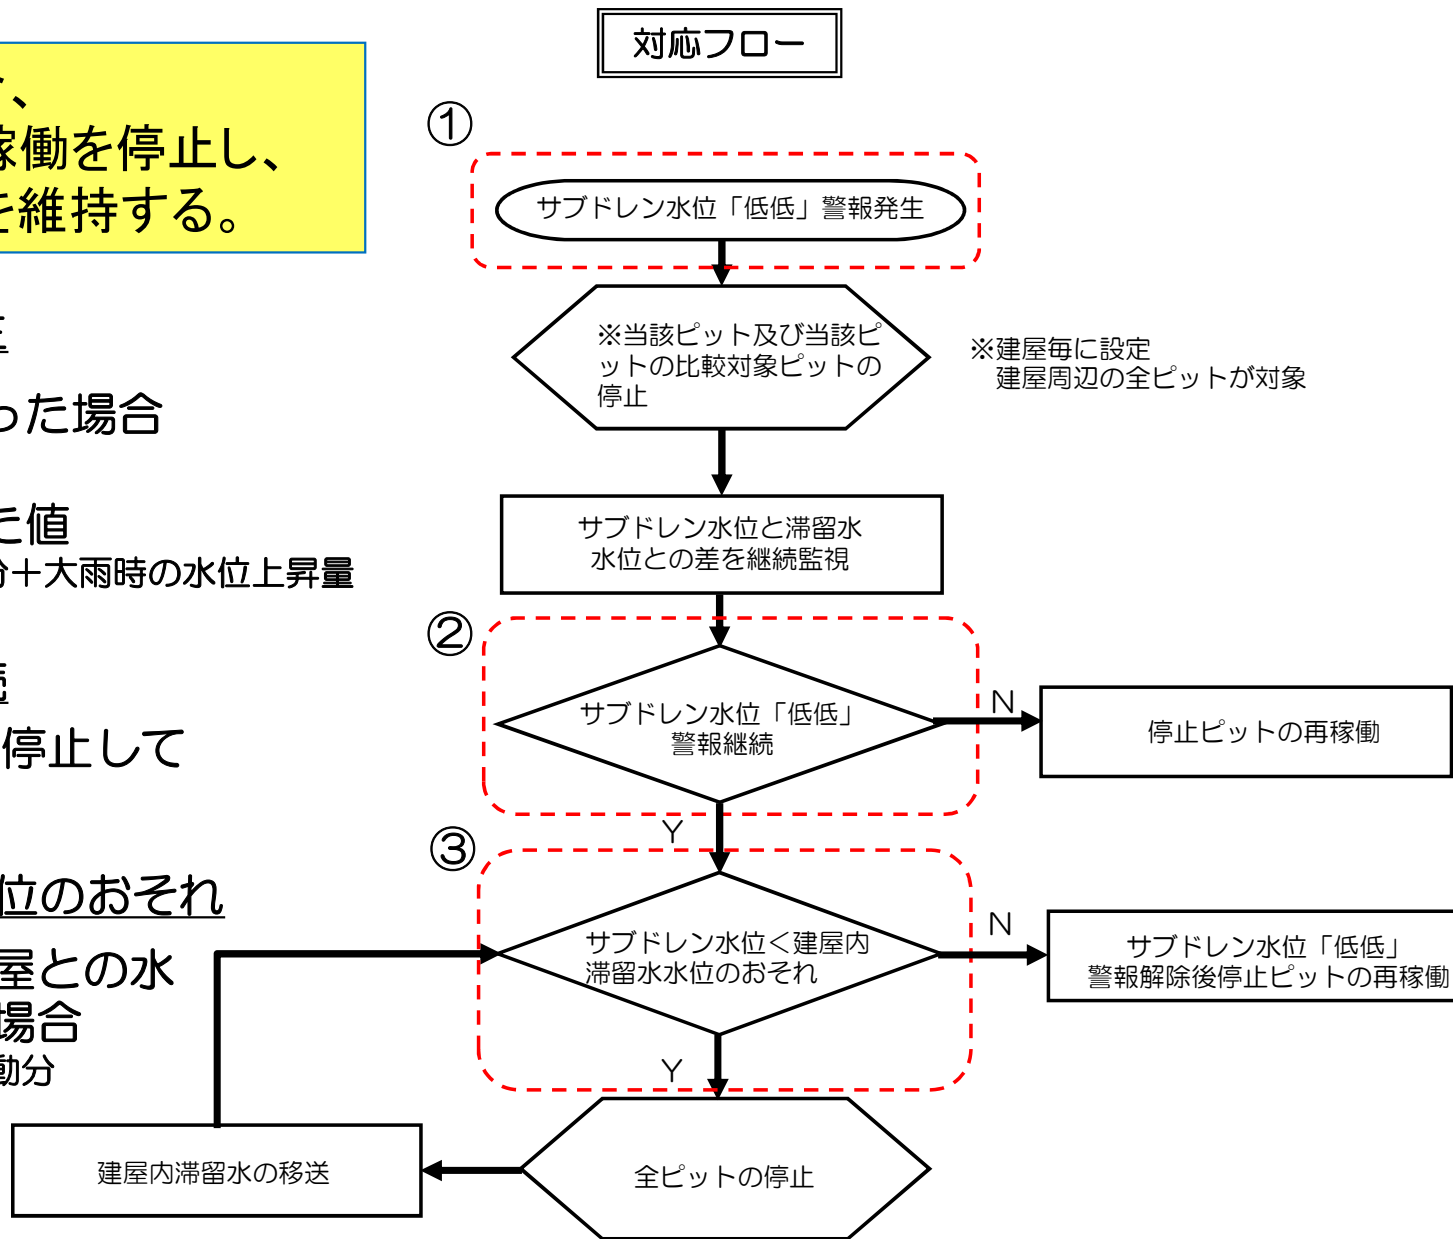 対応フロー
、
稼働を停止し、
を維持する。
った場合
た値
分＋大雨時の水位上昇量
停止して
位のおそれ
屋との水
場合
動分
①
サブドレン水位「低低」警報発生
※当該ピット及び当該ピ
ットの比較対象ピットの
停止
※建屋毎に設定
建屋周辺の全ピットが対象
サブドレン水位と滞留水
水位との差を継続監視
②
サブドレン水位「低低」
警報継続
N
停止ピットの再稼働
Y
③
サブドレン水位＜建屋内
滞留水水位のおそれ
N
サブドレン水位「低低」
警報解除後停止ピットの再稼働
Y
全ピットの停止
建屋内滞留水の移送